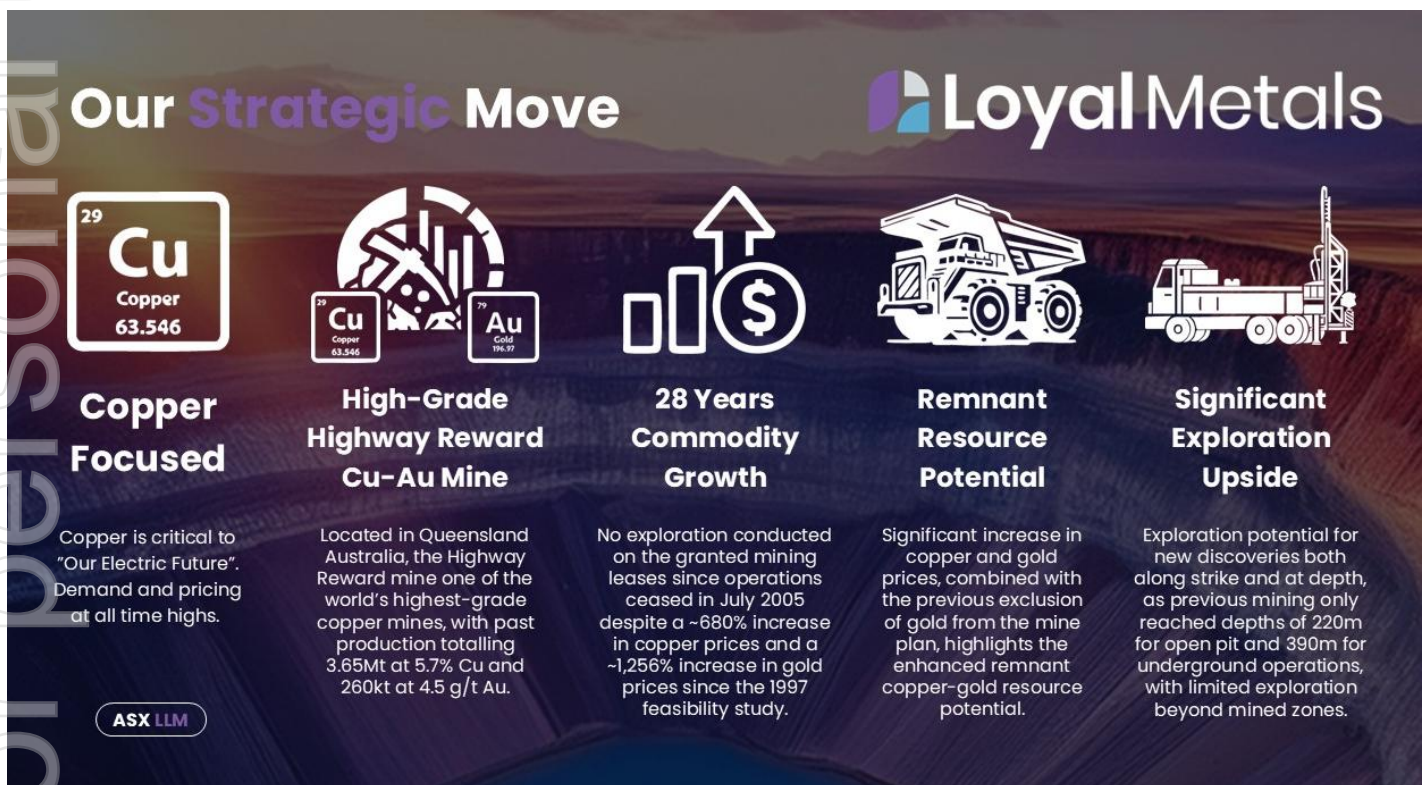 or personal
Our Strategic Move
LoyalMetals
29
Cu
Copper
63.546
Copper
Focused
Copper is critical to
"Our Electric Future".
Demand and pricing
at all time highs.
ASX LLM
29
Cu
Copper
63.546
79
Au
Gold
196.97
High-Grade
Highway Reward
Cu-Au Mine
Located in Queensland
Australia, the Highway
Reward mine one of the
world's highest-grade
copper mines, with past
production totalling
3.65Mt at 5.7% Cu and
260kt at 4.5 g/t Au.
$
28 Years
Commodity
Growth
No exploration conducted
on the granted mining
leases since operations
ceased in July 2005
despite a ~680% increase
in copper prices and a
~1,256% increase in gold
prices since the 1997
feasibility study.
Remnant
Resource
Potential
Significant increase in
copper and gold
prices, combined with
the previous exclusion
of gold from the mine
plan, highlights the
enhanced remnant
copper-gold resource
potential.
Significant
Exploration
Upside
Exploration potential for
new discoveries both
along strike and at depth,
as previous mining only
reached depths of 220m
for open pit and 390m for
underground operations,
with limited exploration
beyond mined zones.